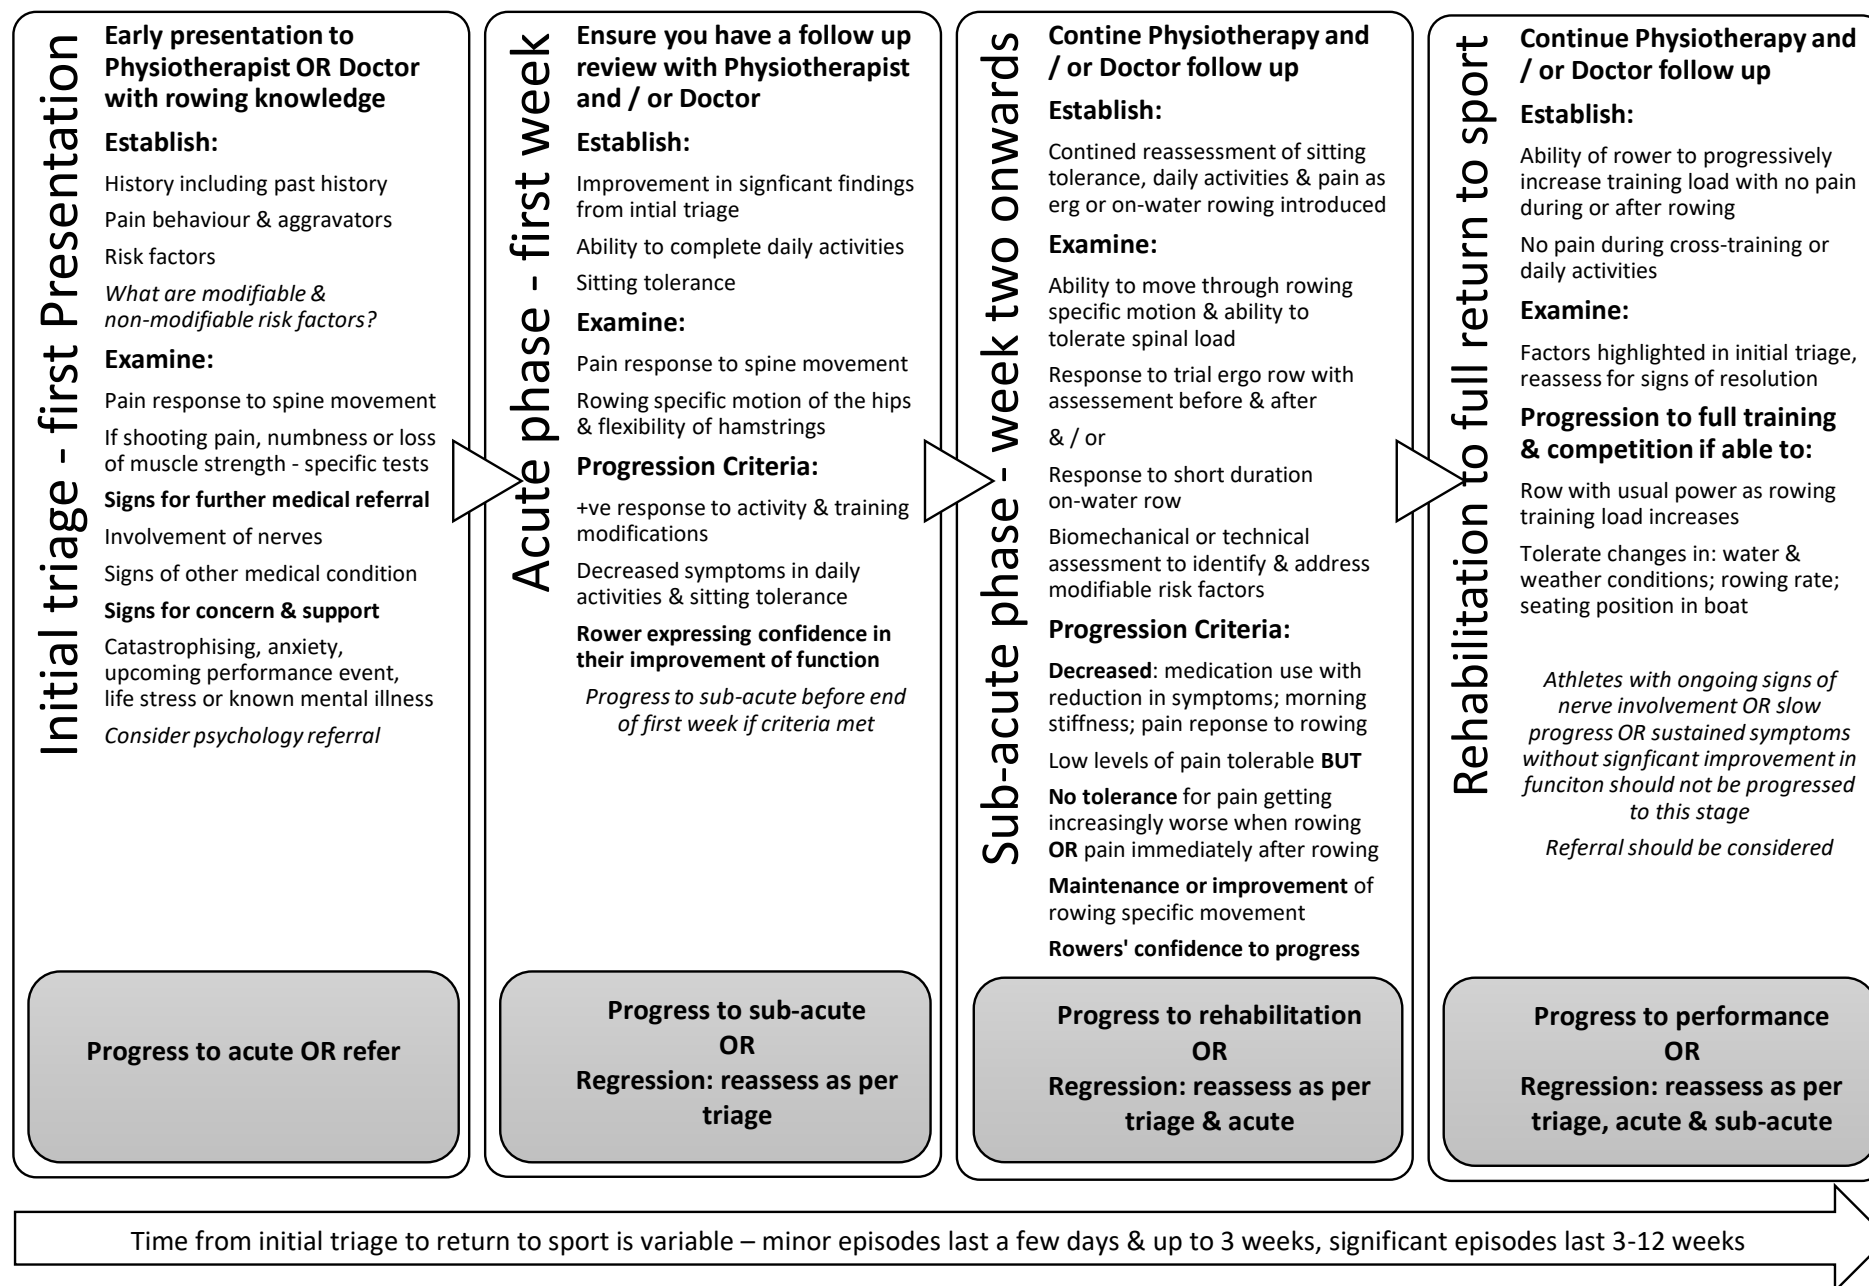 Initial triage - first Presentation
Early presentation to
Physiotherapist OR Doctor
with rowing knowledge
Establish:
History including past history
Pain behaviour & aggravators
Risk factors
What are modifiable &
non-modifiable risk factors?
Examine:
Pain response to spine movement
If shooting pain, numbness or loss
of muscle strength - specific tests
Signs for further medical referral
Involvement of nerves
Signs of other medical condition
Signs for concern & support
Catastrophising, anxiety,
upcoming performance event,
life stress or known mental illness
Consider psychology referral
Progress to acute OR refer
Acute phase - first week
Ensure you have a follow up
review with Physiotherapist
and / or Doctor
Establish:
Improvement in signficant findings
from intial triage
Ability to complete daily activities
Sitting tolerance
Examine:
Pain response to spine movement
Rowing specific motion of the hips
& flexibility of hamstrings
Progression Criteria:
+ve response to activity & training
modifications
Decreased symptoms in daily
activities & sitting tolerance
Rower expressing confidence in
their improvement of function
Progress to sub-acute before end
of first week if criteria met
Progress to sub-acute
OR
Regression: reassess as per
triage
Sub-acute phase - week two onwards
Contine Physiotherapy and
/ or Doctor follow up
Establish:
Contined reassessment of sitting
tolerance, daily activities & pain as
erg or on-water rowing introduced
Examine:
Ability to move through rowing
specific motion & ability to
tolerate spinal load
Response to trial ergo row with
assessement before & after
& / or
Response to short duration
on-water row
Biomechanical or technical
assessment to identify & address
modifiable risk factors
Progression Criteria:
Decreased: medication use with
reduction in symptoms; morning
stiffness; pain reponse to rowing
Low levels of pain tolerable BUT
No tolerance for pain getting
increasingly worse when rowing
OR pain immediately after rowing
Maintenance or improvement of
rowing specific movement
Rowers' confidence to progress
Progress to rehabilitation
OR
Regression: reassess as per
triage & acute
Rehabilitation to full return to sport
Continue Physiotherapy and
/ or Doctor follow up
Establish:
Ability of rower to progressively
increase training load with no pain
during or after rowing
No pain during cross-training or
daily activities
Examine:
Factors highlighted in initial triage,
reassess for signs of resolution
Progression to full training
& competition if able to:
Row with usual power as rowing
training load increases
Tolerate changes in: water &
weather conditions; rowing rate;
seating position in boat
Athletes with ongoing signs of
nerve involvement OR slow
progress OR sustained symptoms
without signficant improvement in
funciton should not be progressed
to this stage
Referral should be considered
Progress to performance
OR
Regression: reassess as per
triage, acute & sub-acute
Time from initial triage to return to sport is variable – minor episodes last a few days & up to 3 weeks, significant episodes last 3-12 weeks